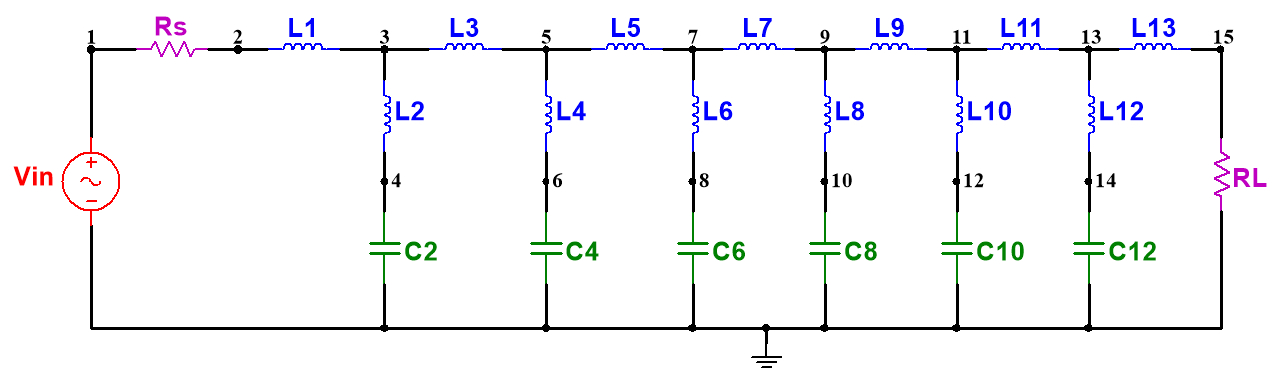 Rs L1 L3 L5 L7 L9 L11 L13
1 2 3 5 7 9 11 13 15
L2 L4 L6 L8 L10 L12
Vin + − 4 6 8 10 12 14 RL
C2 C4 C6 C8 C10 C12